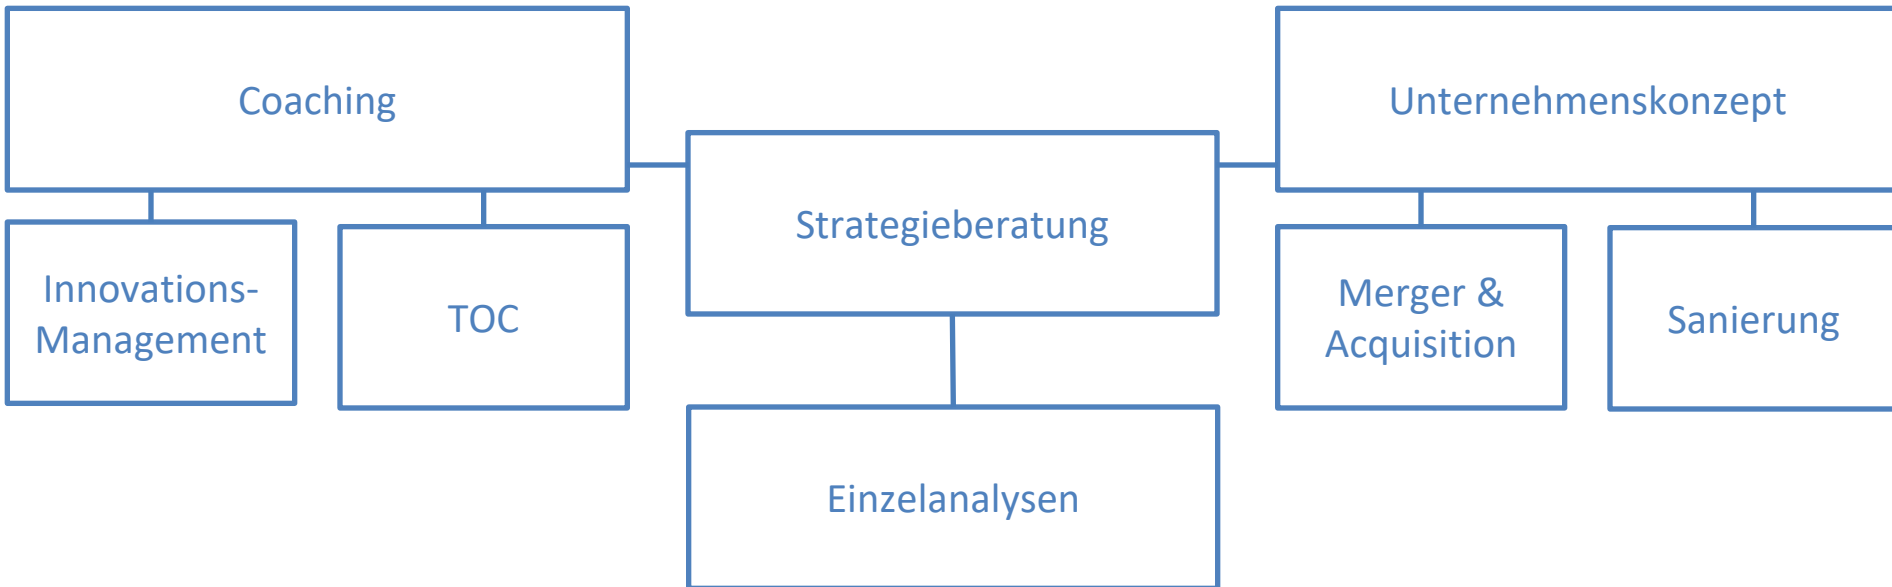 Coaching
Unternehmenskonzept
Strategieberatung
Innovations-
Management
TOC
Merger &
Acquisition
Sanierung
Einzelanalysen